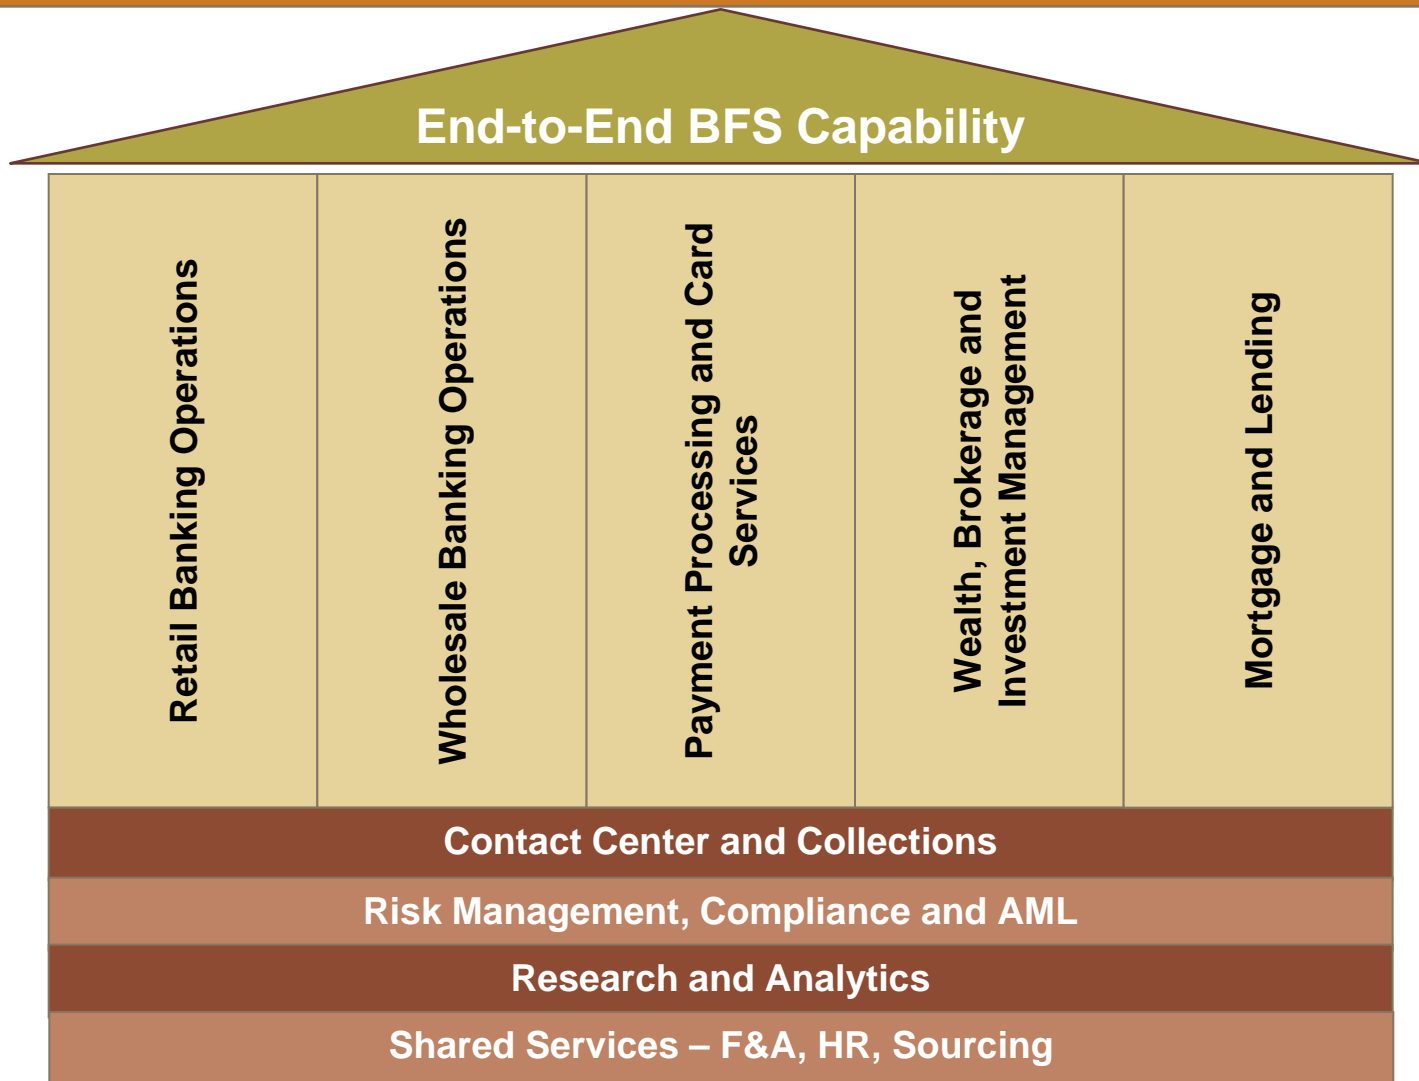 End-to-End BFS Capability
Retail Banking Operations
Wholesale Banking Operations
Payment Processing and Card
Services
Wealth, Brokerage and
Investment Management
Mortgage and Lending
Contact Center and Collections
Risk Management, Compliance and AML
Research and Analytics
Shared Services – F&A, HR, Sourcing